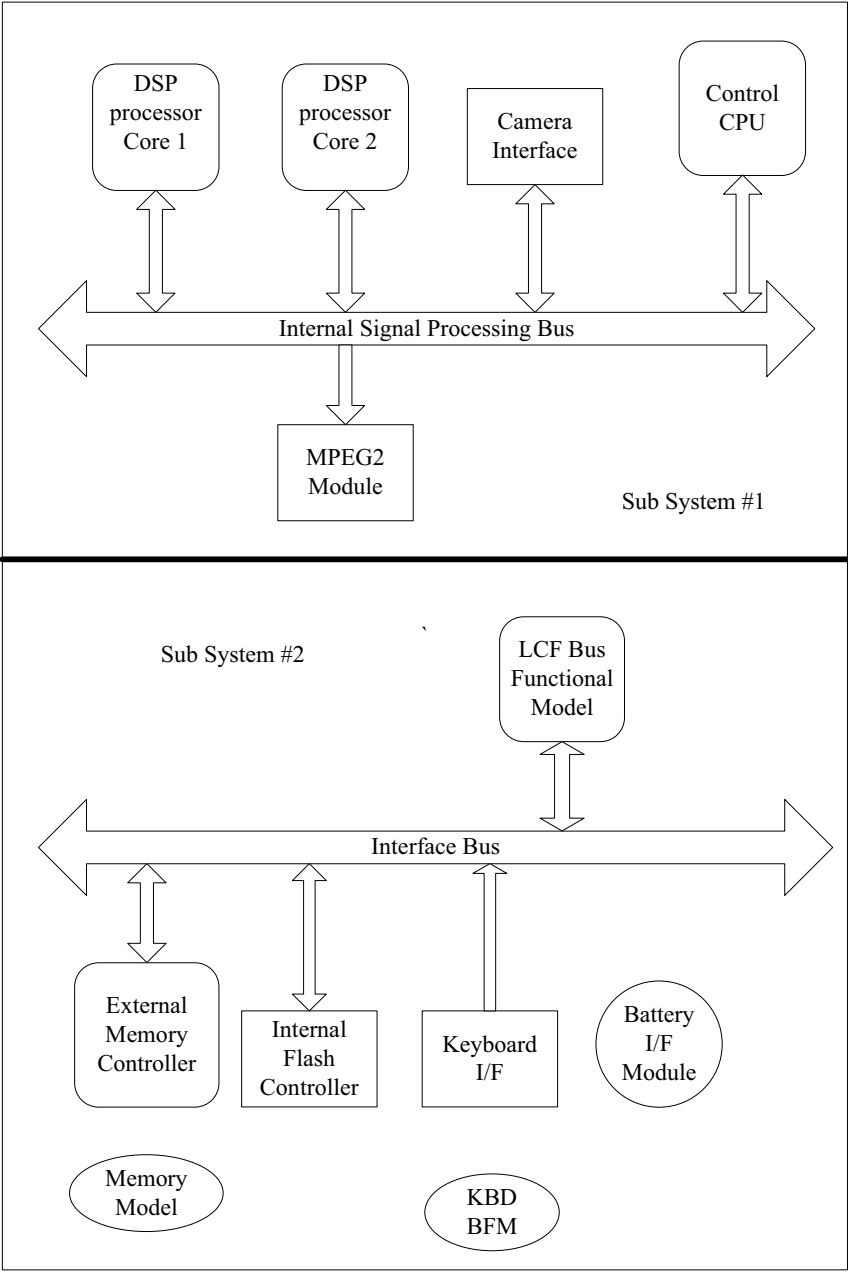 DSP
processor
Core 1
DSP
processor
Core 2
Camera
Interface
Control
CPU
Internal Signal Processing Bus
MPEG2
Module
Sub System #1
Sub System #2
`
LCF Bus
Functional
Model
Interface Bus
External
Memory
Controller
Internal
Flash
Controller
Keyboard
I/F
Battery
I/F
Module
Memory
Model
KBD
BFM